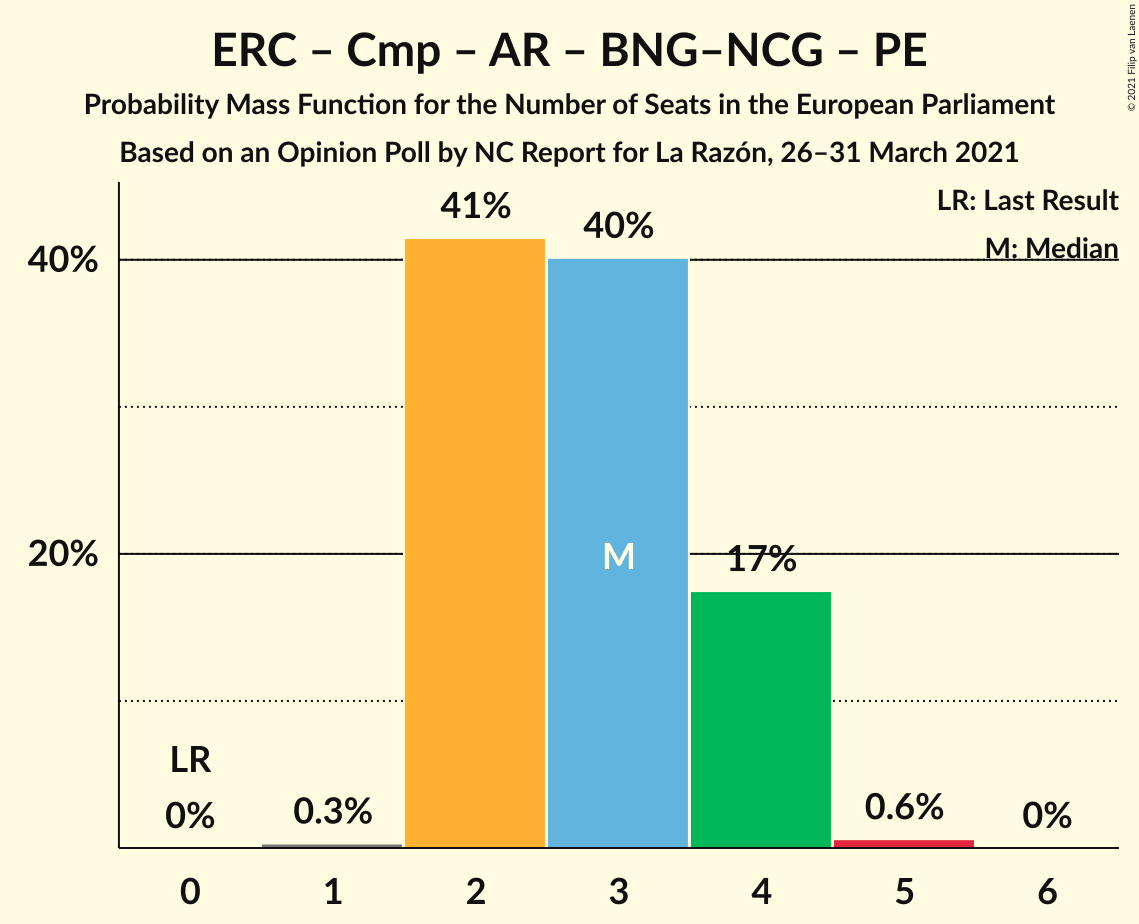 ERC – Cmp – AR – BNG–NCG – PE
Probability Mass Function for the Number of Seats in the European Parliament
Based on an Opinion Poll by NC Report for La Razón, 26–31 March 2021
© 2021 Filip van Laenen
LR: Last Result
M: Median
41%
40%
40%
20%
M
17%
LR
0%
0.3%
0.6%
0%
0 1 2 3 4 5 6